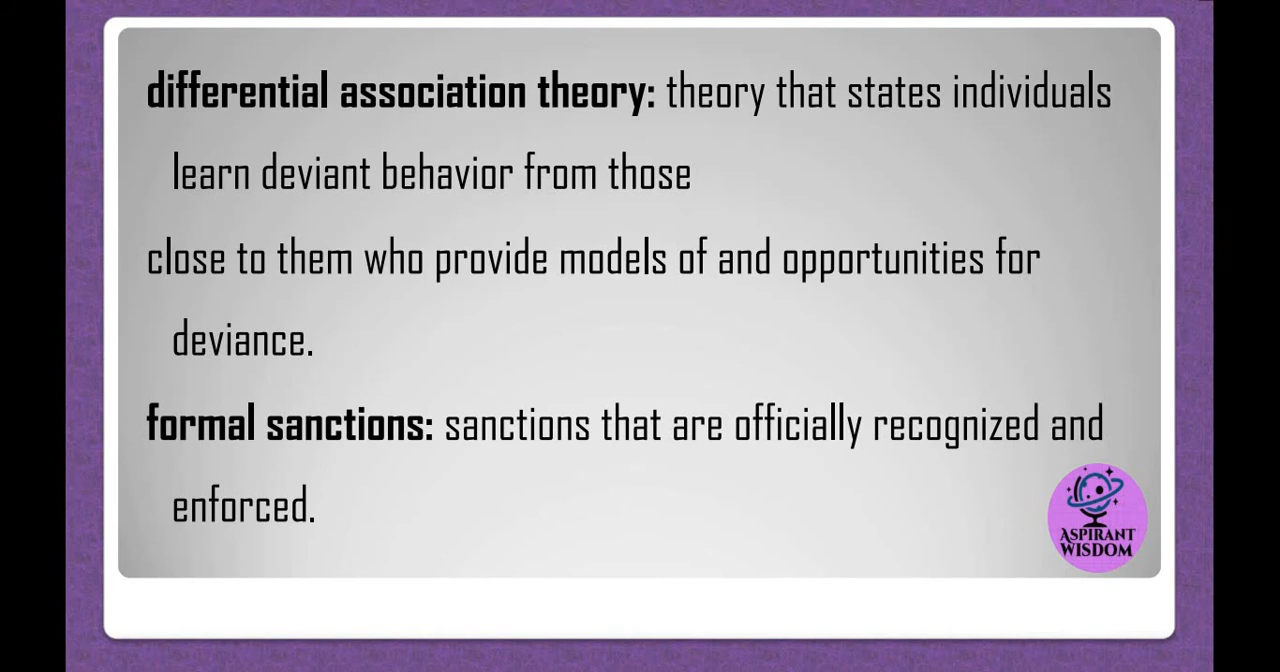 differential association theory: theory that states individuals
learn deviant behavior from those
close to them who provide models of and opportunities for
deviance.
formal sanctions: sanctions that are officially recognized and
enforced.
ASPIRANT
WISDOM